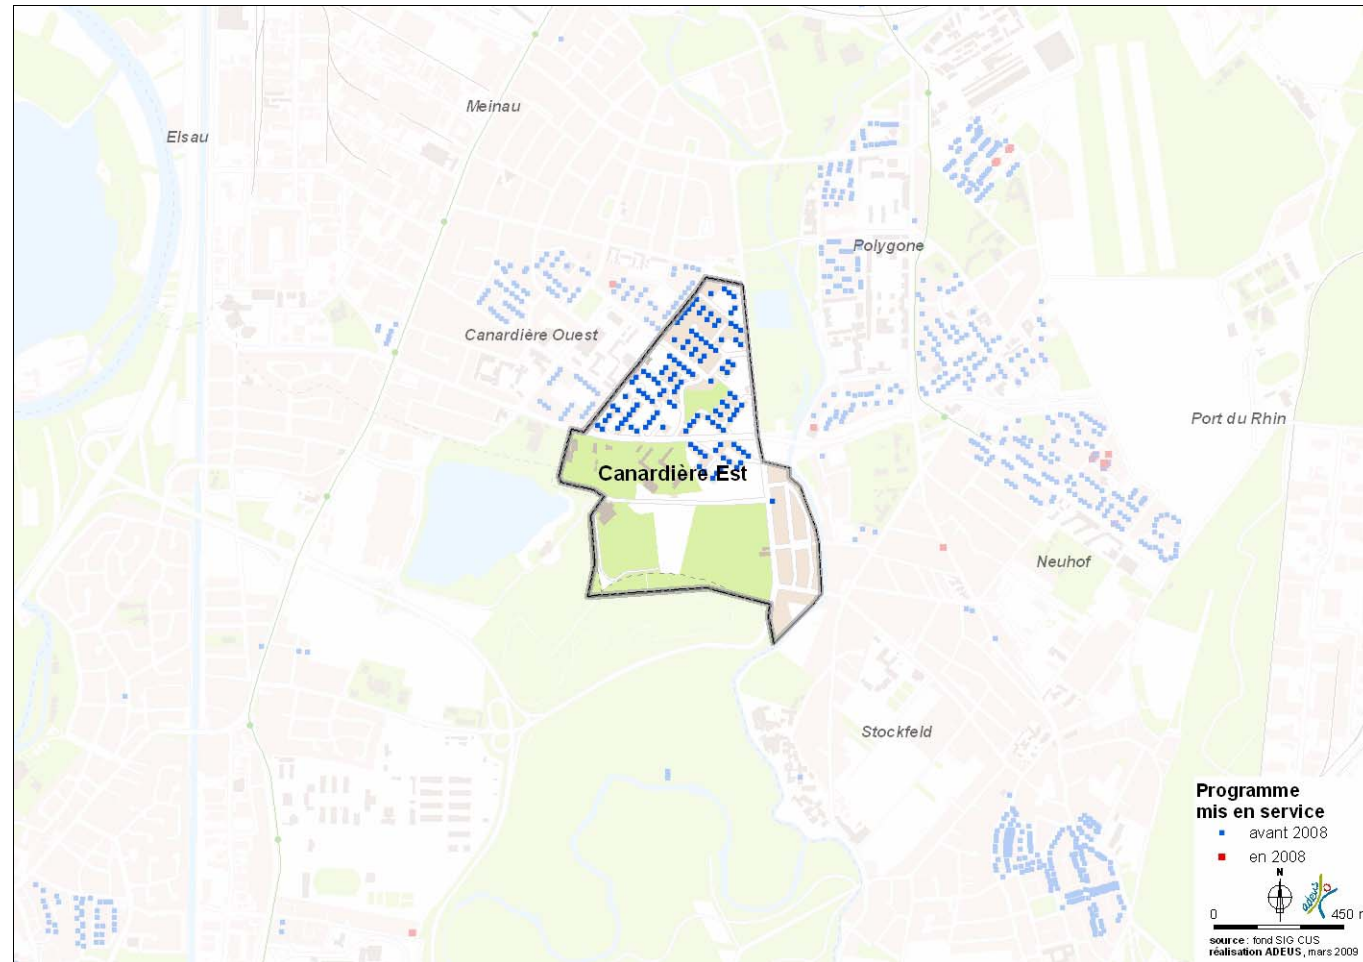 Meinau
Elsau
Polygone
Canardière Ouest
Port du Rhin
Canardière Est
Neuhof
Stockfeld
Programme
mis en service
avant 2008
en 2008
N
adeus
0 450 m
source : fond SIG CUS
réalisation ADEUS, mars 2009